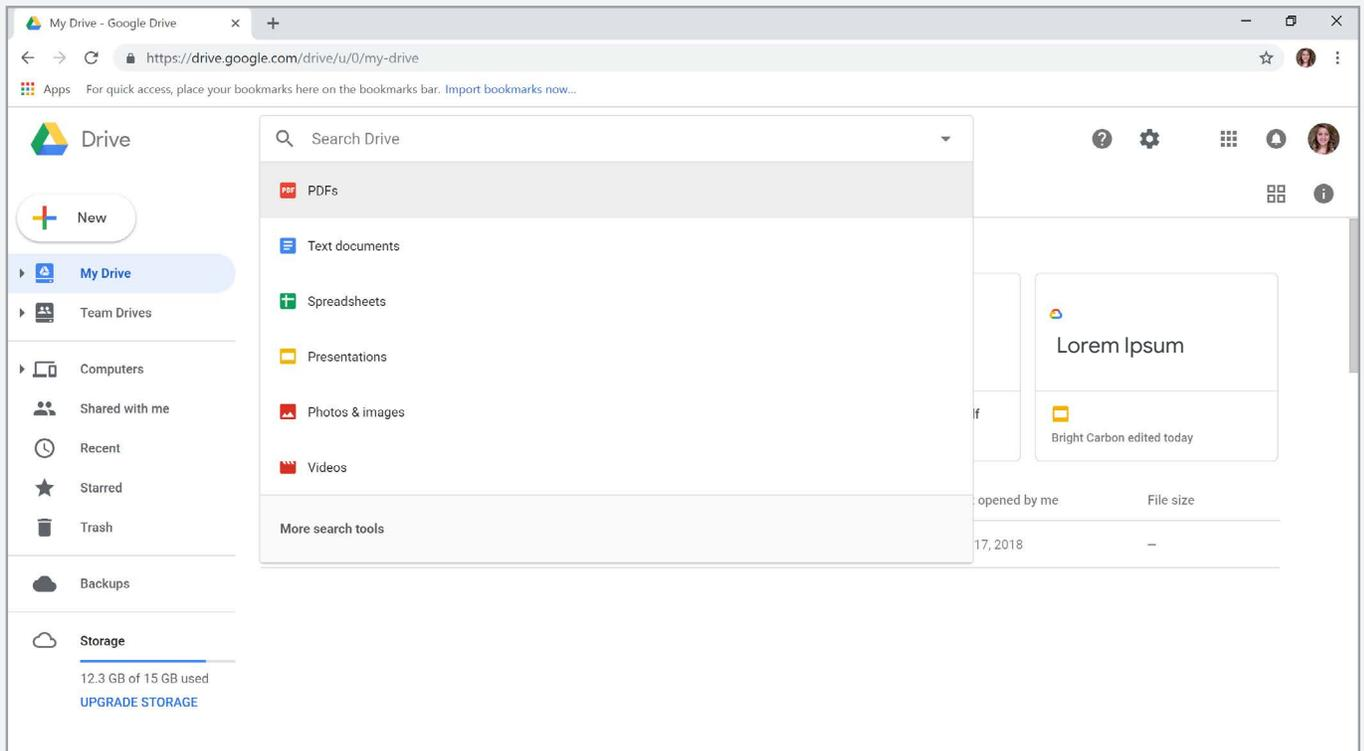 My Drive - Google Drive
https://drive.google.com/drive/u/0/my-drive
Apps For quick access, place your bookmarks here on the bookmarks bar. Import bookmarks now...
Drive
Search Drive
PDF PDFs
New
Text documents
My Drive
Spreadsheets
Team Drives
Lorem Ipsum
Presentations
Computers
Shared with me
Photos & images
lf
Bright Carbon edited today
Recent
Videos
Starred
opened by me
File size
Trash
More search tools
17, 2018
–
Backups
Storage
12.3 GB of 15 GB used
UPGRADE STORAGE